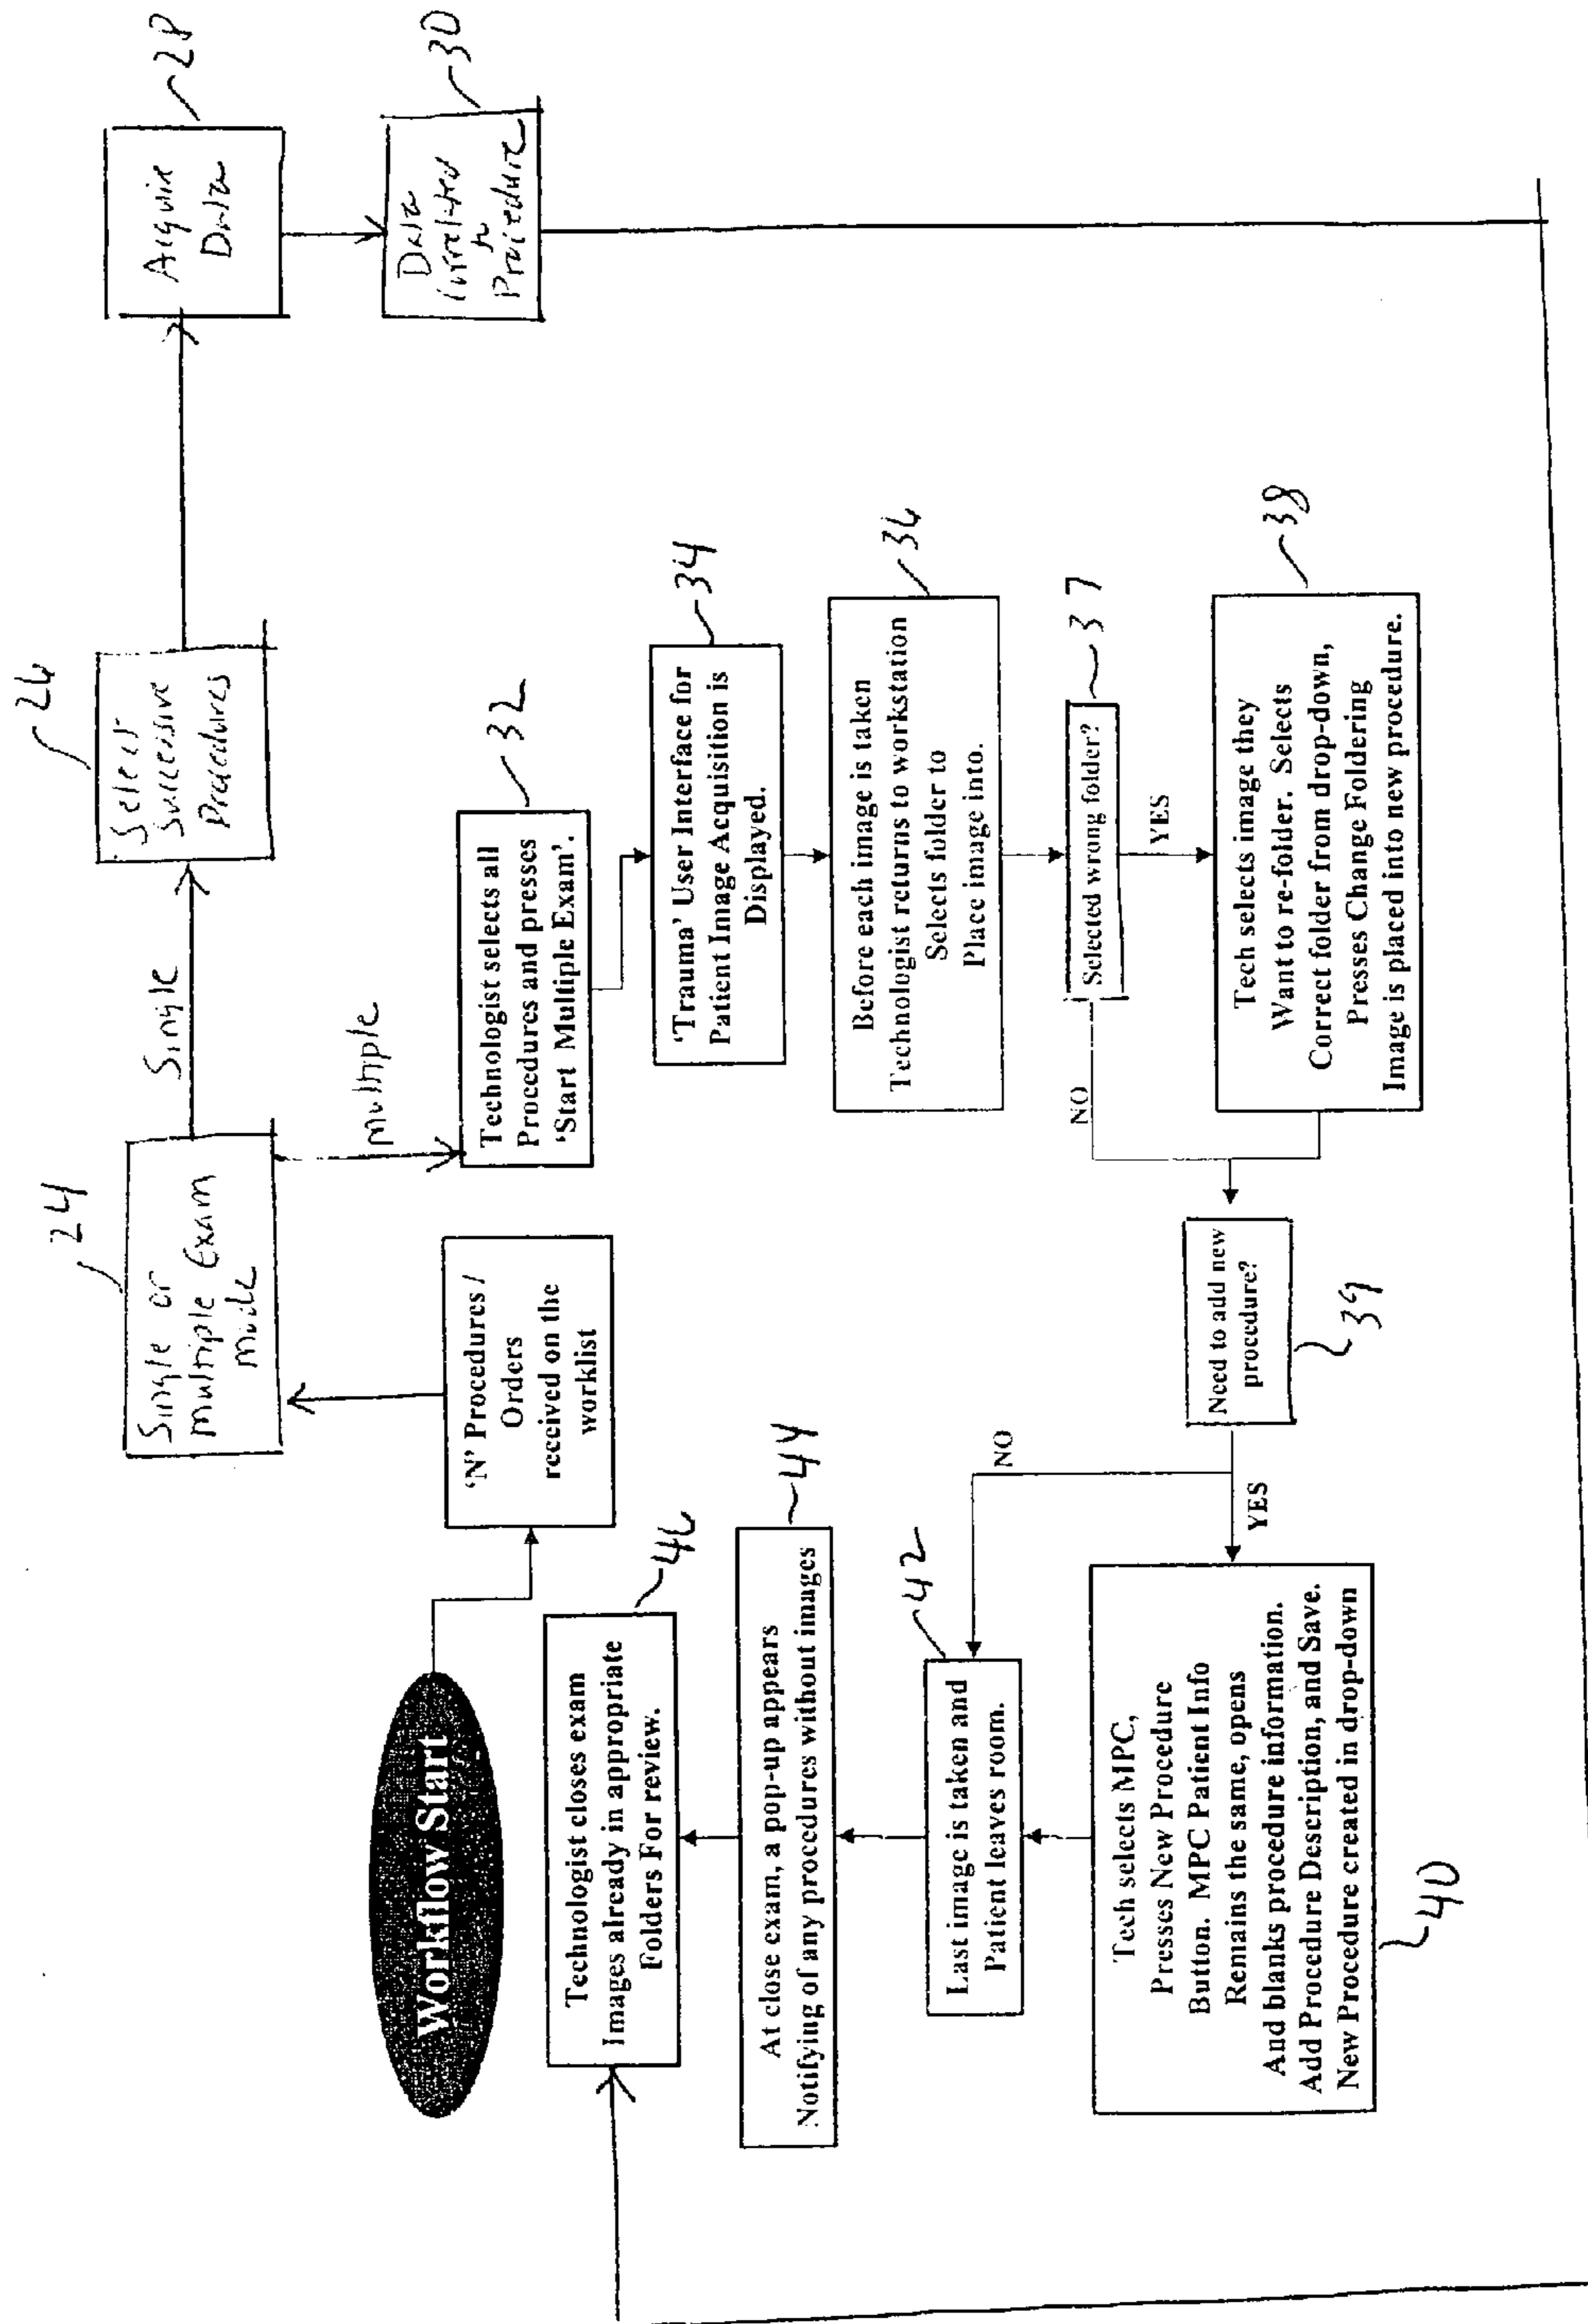 Workflow Start
'N' Procedures /
Orders
received on the
worklist
24
Single or
Multiple Exam
Mode
Single
multiple
26
Select
Successive
Procedures
28
Acquire
Data
30
Data
Correlated
to
Procedure
32
Technologist selects all
Procedures and presses
'Start Multiple Exam'.
34
'Trauma' User Interface for
Patient Image Acquisition is
Displayed.
36
Before each image is taken
Technologist returns to workstation
Selects folder to
Place image into.
37
Selected wrong folder?
NO
YES
38
Tech selects image they
Want to re-folder. Selects
Correct folder from drop-down,
Presses Change Foldering
Image is placed into new procedure.
39
Need to add new
procedure?
NO
YES
40
Tech selects MPC,
Presses New Procedure
Button. MPC Patient Info
Remains the same, opens
And blanks procedure information.
Add Procedure Description, and Save.
New Procedure created in drop-down
42
Last image is taken and
Patient leaves room.
44
At close exam, a pop-up appears
Notifying of any procedures without images
46
Technologist closes exam
Images already in appropriate
Folders For review.